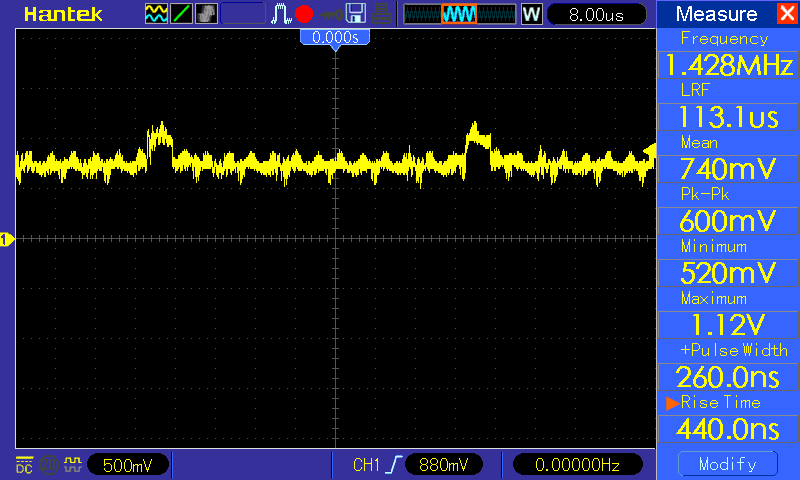 Hantek
W
8.00us
Measure
0.000s
Frequency
1.428MHz
LRF
113.1us
Mean
740mV
Pk-Pk
600mV
Minimum
520mV
Maximum
1.12V
+Pulse Width
260.0ns
Rise Time
440.0ns
Modify
1
DC
500mV
CH1
880mV
0.00000Hz